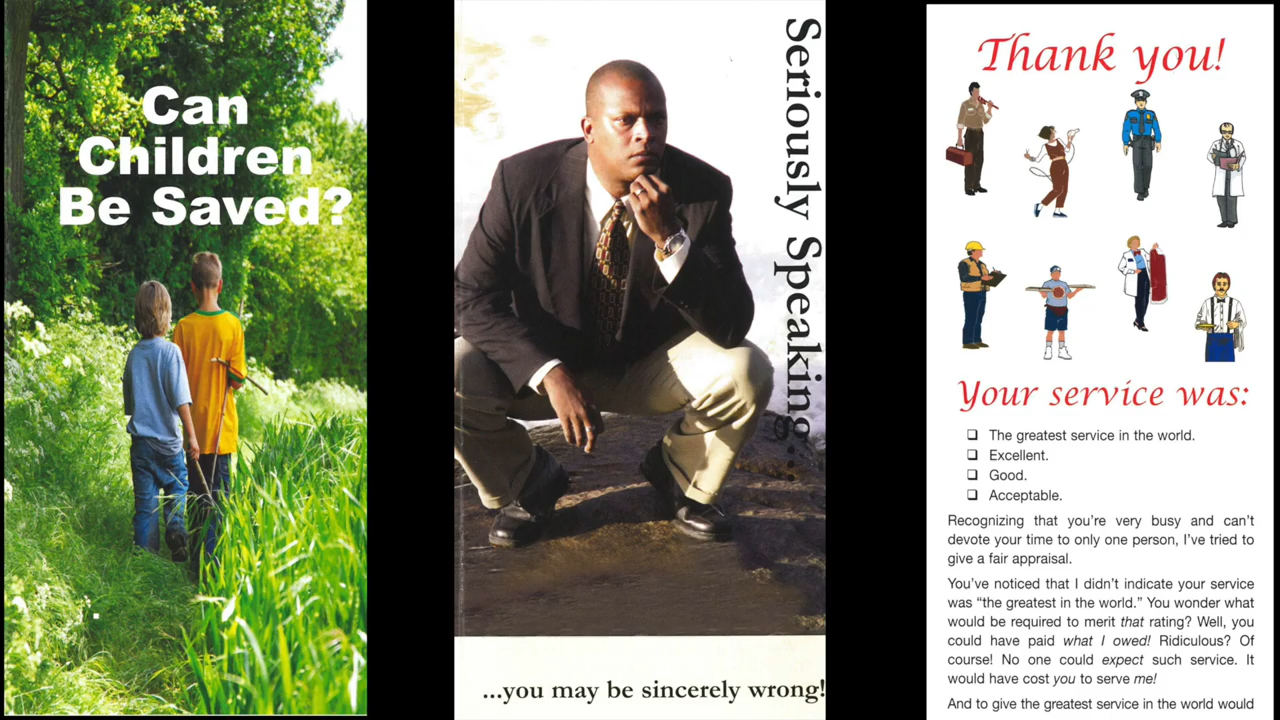 Can
Children
Be Saved?
Seriously Speaking...
...you may be sincerely wrong!
Thank you!
Your service was:
❑ The greatest service in the world.
❑ Excellent.
❑ Good.
❑ Acceptable.
Recognizing that you're very busy and can't
devote your time to only one person, I've tried to
give a fair appraisal.
You've noticed that I didn't indicate your service
was “the greatest in the world.” You wonder what
would be required to merit that rating? Well, you
could have paid what I owed! Ridiculous? Of
course! No one could expect such service. It
would have cost you to serve me!
And to give the greatest service in the world would